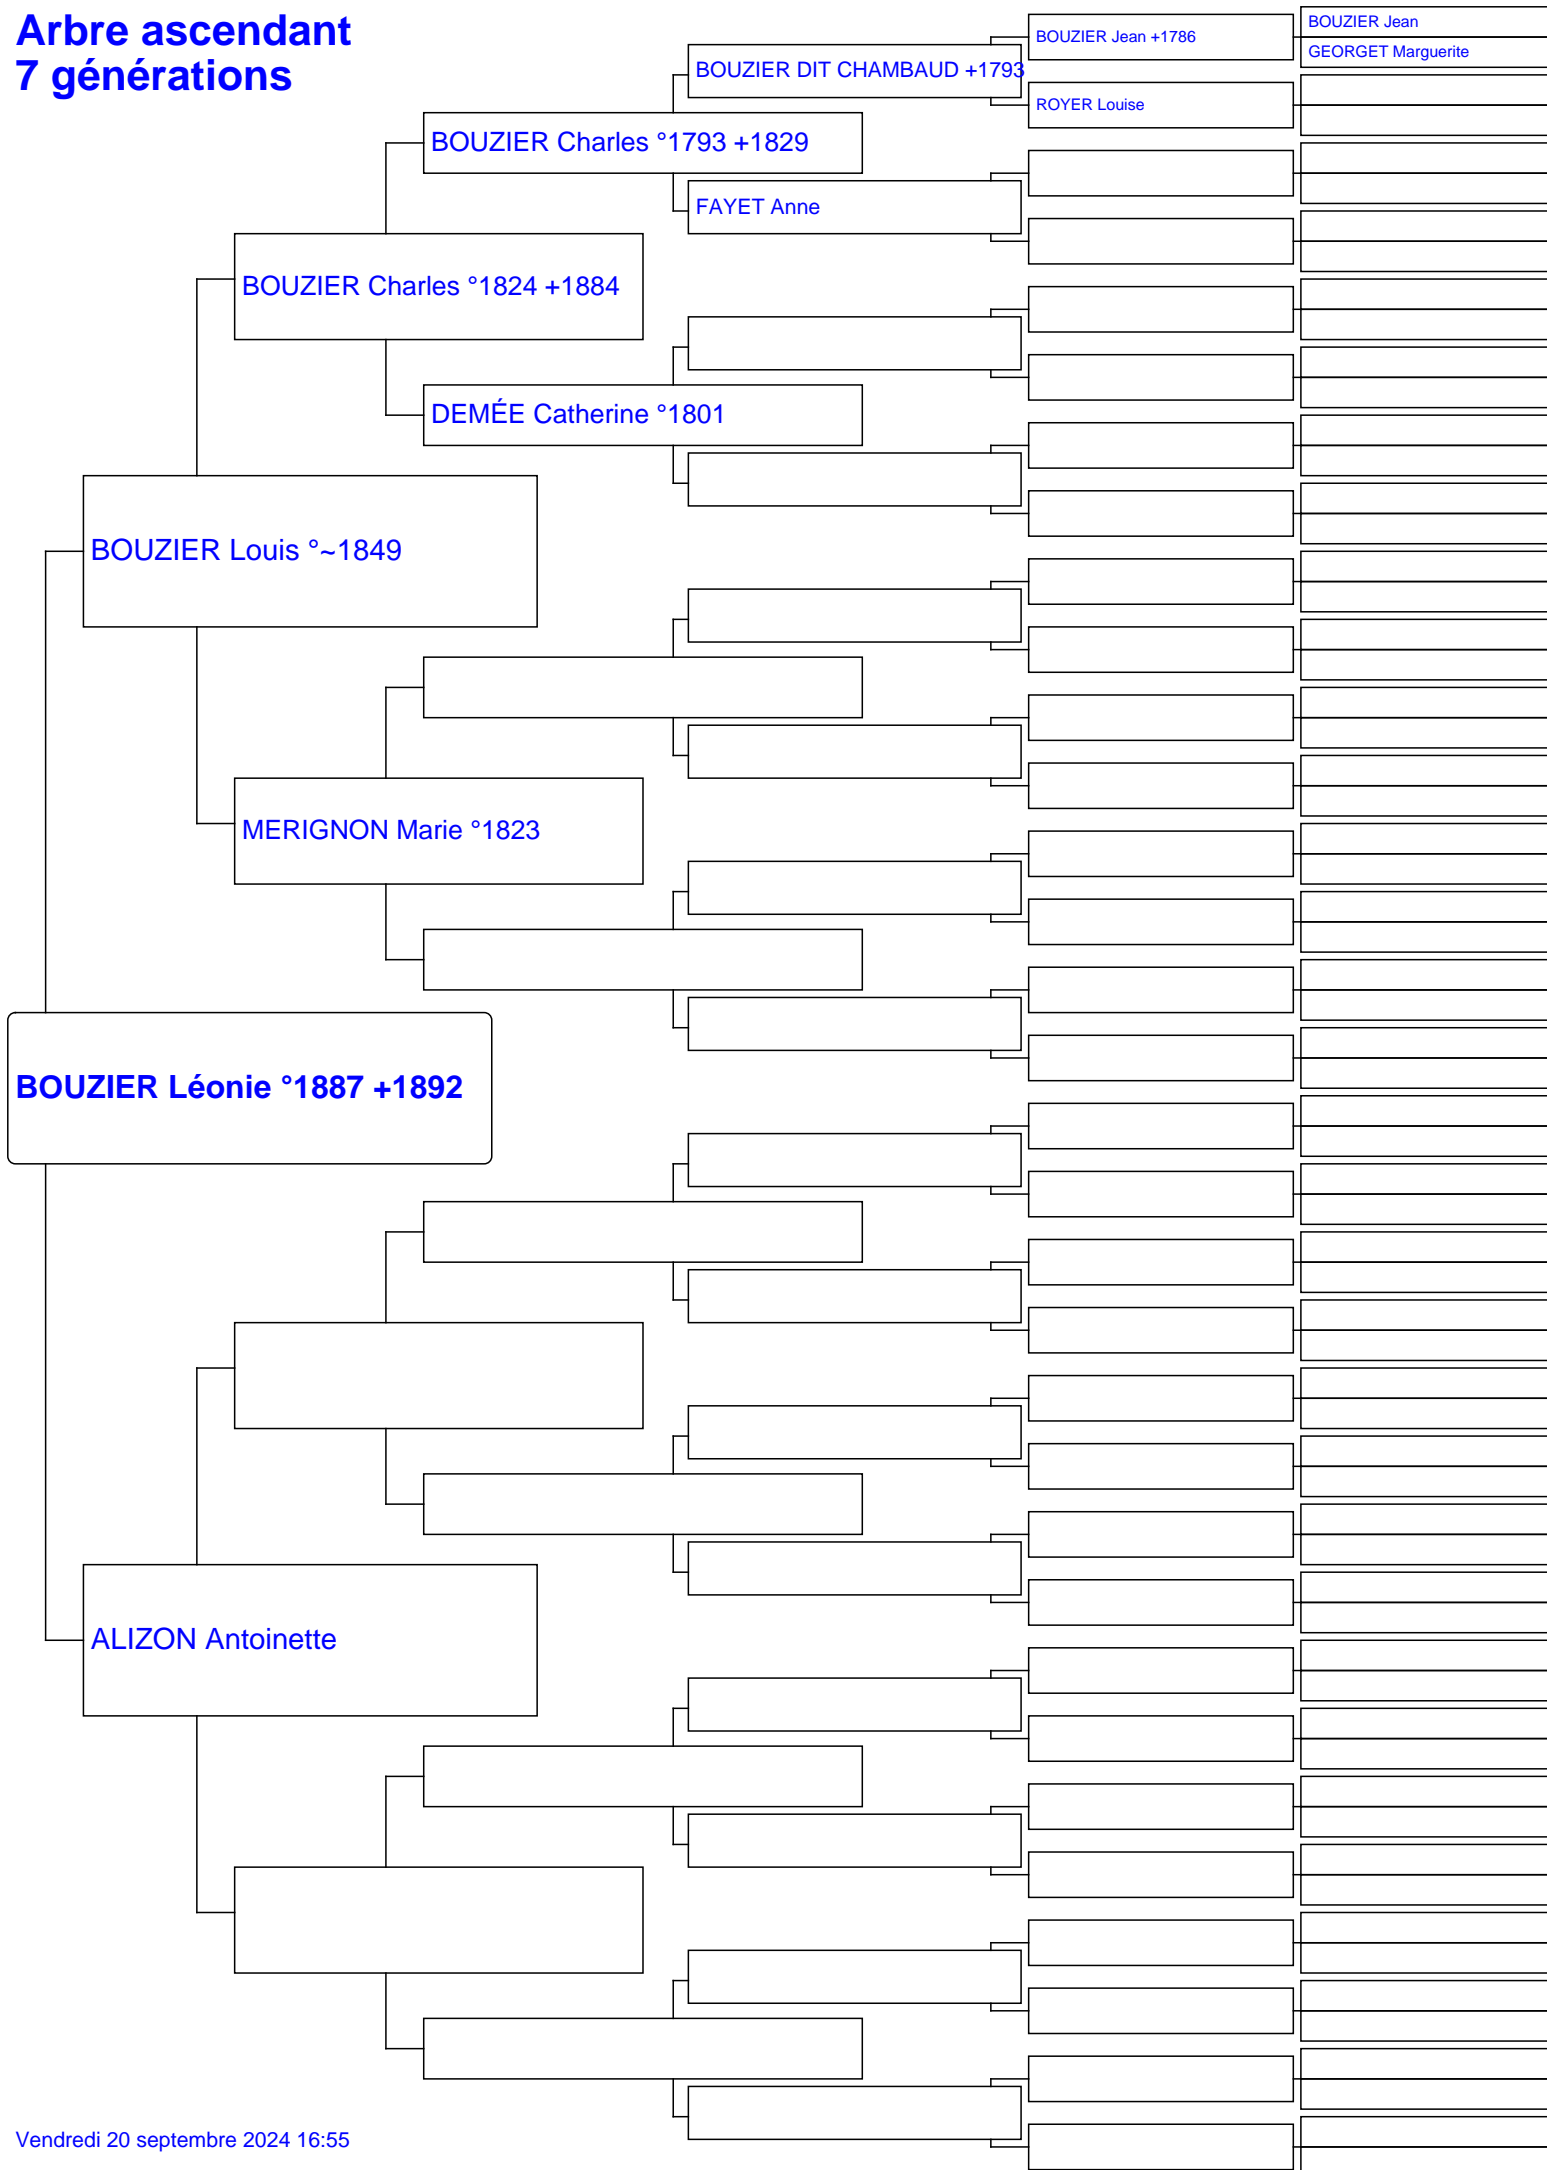 Arbre ascendant
7 générations
BOUZIER Jean
GEORGET Marguerite
BOUZIER Jean +1786
BOUZIER DIT CHAMBAUD +1793
ROYER Louise
BOUZIER Charles °1793 +1829
FAYET Anne
BOUZIER Charles °1824 +1884
DEMÉE Catherine °1801
BOUZIER Louis °~1849
MERIGNON Marie °1823
BOUZIER Léonie °1887 +1892
ALIZON Antoinette
Vendredi 20 septembre 2024 16:55